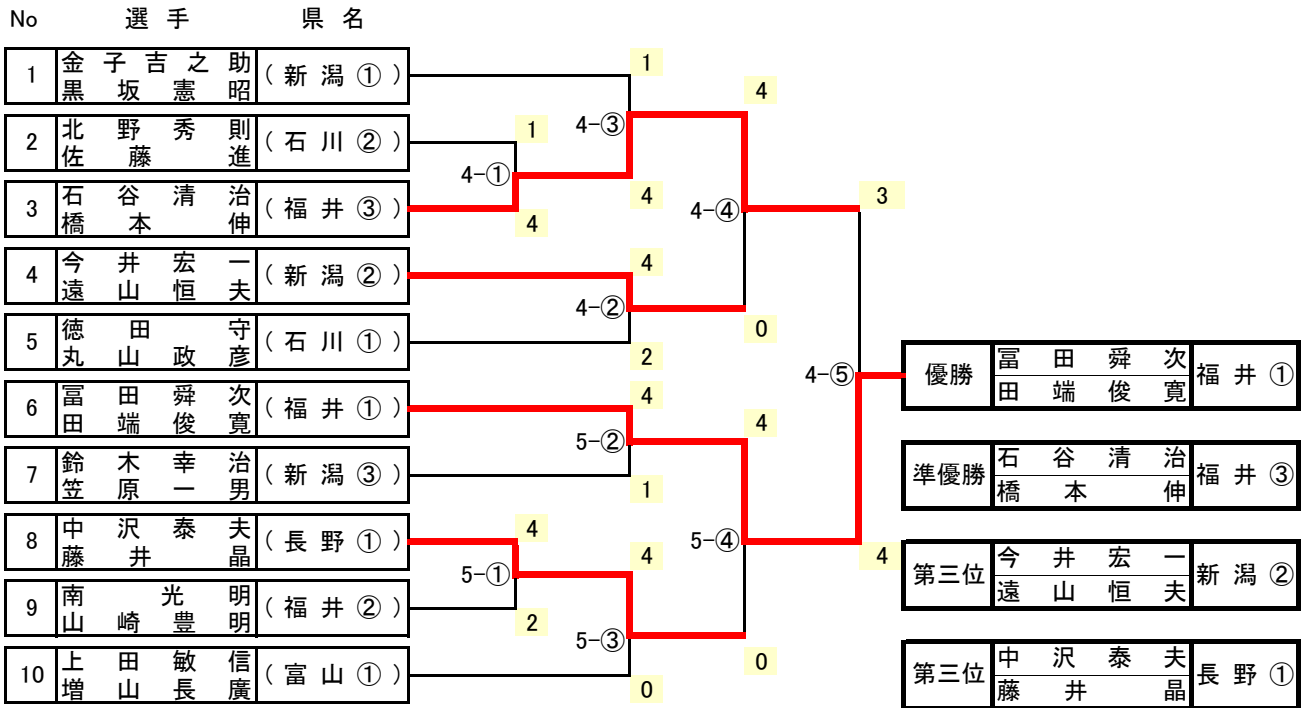 No 選手 県名
1 金子吉之助 (新潟①)
黒坂憲昭
2 北野秀則 (石川②)
佐藤進
3 石谷清治 (福井③)
橋本伸
4 今井宏一 (新潟②)
遠山恒夫
5 徳田守 (石川①)
丸山政彦
6 冨田舜次 (福井①)
田端俊寛
7 鈴木幸治 (新潟③)
笠原一男
8 中沢泰夫 (長野①)
藤井晶
9 南光明 (福井②)
山崎豊明
10 上田敏信 (富山①)
増山長廣
1
4-①
4
1
4-③
4
4
4-②
2
4
4-④
0
4
5-②
1
4
5-①
2
4
5-③
0
4
5-④
0
3
4-⑤
4
優勝 冨田舜次 福井①
田端俊寛
準優勝 石谷清治 福井③
橋本伸
第三位 今井宏一 新潟②
遠山恒夫
第三位 中沢泰夫 長野①
藤井晶